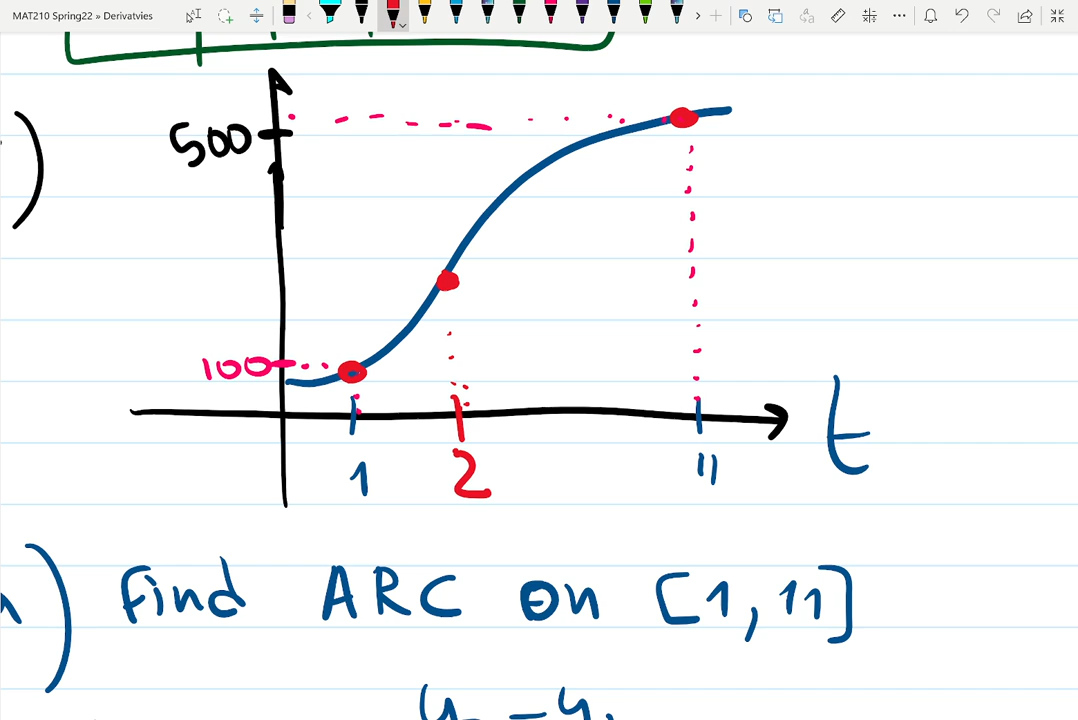 MAT210 Spring22 » Derivatvies
500
100
1
2
11
t
Find ARC on [1, 11]